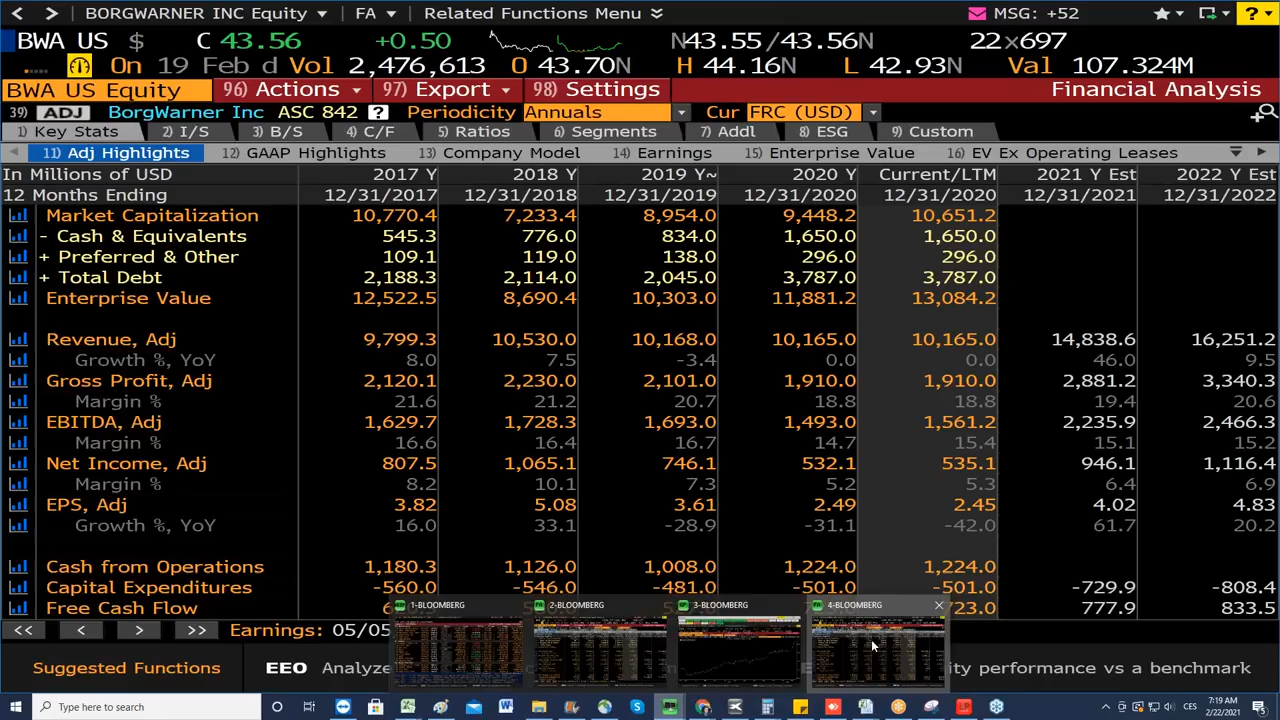 BORGWARNER INC Equity FA Related Functions Menu MSG: +52 ?
BWA US $ C 43.56 +0.50 N43.55/43.56N 22×697
On 19 Feb d Vol 2,476,613 O 43.70N H 44.16N L 42.93N Val 107.324M
BWA US Equity 96) Actions 97) Export 98) Settings Financial Analysis
39) ADJ BorgWarner Inc ASC 842 ? Periodicity Annuals Cur FRC (USD)
1) Key Stats 2) I/S 3) B/S 4) C/F 5) Ratios 6) Segments 7) Addl 8) ESG 9) Custom
11) Adj Highlights 12) GAAP Highlights 13) Company Model 14) Earnings 15) Enterprise Value 16) EV Ex Operating Leases
In Millions of USD 2017 Y 2018 Y 2019 Y~ 2020 Y Current/LTM 2021 Y Est 2022 Y Est
12 Months Ending 12/31/2017 12/31/2018 12/31/2019 12/31/2020 12/31/2020 12/31/2021 12/31/2022
Market Capitalization 10,770.4 7,233.4 8,954.0 9,448.2 10,651.2
- Cash & Equivalents 545.3 776.0 834.0 1,650.0 1,650.0
+ Preferred & Other 109.1 119.0 138.0 296.0 296.0
+ Total Debt 2,188.3 2,114.0 2,045.0 3,787.0 3,787.0
Enterprise Value 12,522.5 8,690.4 10,303.0 11,881.2 13,084.2
Revenue, Adj 9,799.3 10,530.0 10,168.0 10,165.0 10,165.0 14,838.6 16,251.2
Growth %, YoY 8.0 7.5 -3.4 0.0 0.0 46.0 9.5
Gross Profit, Adj 2,120.1 2,230.0 2,101.0 1,910.0 1,910.0 2,881.2 3,340.3
Margin % 21.6 21.2 20.7 18.8 18.8 19.4 20.6
EBITDA, Adj 1,629.7 1,728.3 1,693.0 1,493.0 1,561.2 2,235.9 2,466.3
Margin % 16.6 16.4 16.7 14.7 15.4 15.1 15.2
Net Income, Adj 807.5 1,065.1 746.1 532.1 535.1 946.1 1,116.4
Margin % 8.2 10.1 7.3 5.2 5.3 6.4 6.9
EPS, Adj 3.82 5.08 3.61 2.49 2.45 4.02 4.83
Growth %, YoY 16.0 33.1 -28.9 -31.1 -42.0 61.7 20.2
Cash from Operations 1,180.3 1,126.0 1,008.0 1,224.0 1,224.0
Capital Expenditures -560.0 -546.0 -481.0 -501.0 -501.0 -729.9 -808.4
Free Cash Flow 723.0 777.9 833.5
1-BLOOMBERG 2-BLOOMBERG 3-BLOOMBERG 4-BLOOMBERG
<< < > >> Earnings: 05/05
Suggested Functions EEO performance vs a benchmark
Type here to search CES 7:19 AM
2/22/2021